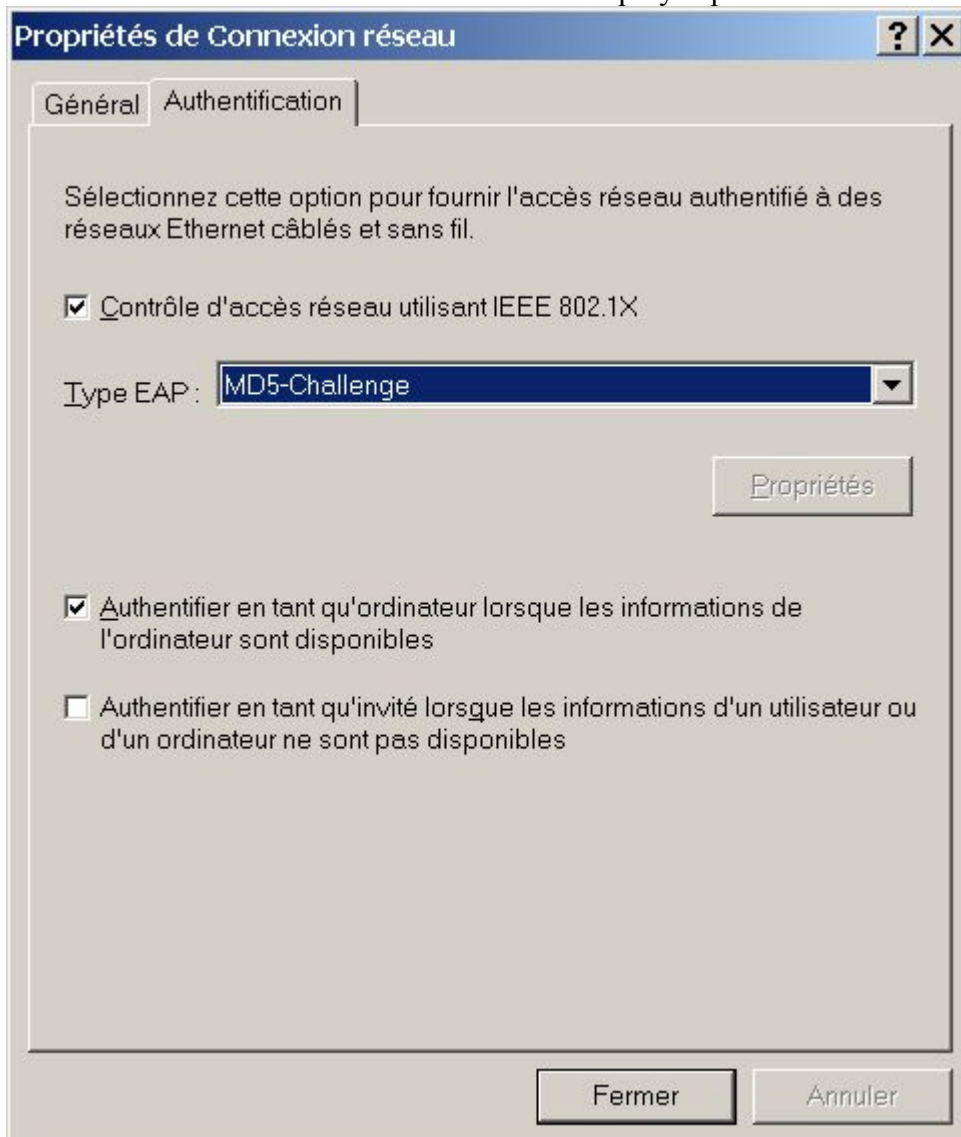 Propriétés de Connexion réseau
Général Authentification
Sélectionnez cette option pour fournir l'accès réseau authentifié à des
réseaux Ethernet câblés et sans fil.
Contrôle d'accès réseau utilisant IEEE 802.1X
Type EAP : MD5-Challenge
Propriétés
Authentifier en tant qu'ordinateur lorsque les informations de
l'ordinateur sont disponibles
Authentifier en tant qu'invité lorsque les informations d'un utilisateur ou
d'un ordinateur ne sont pas disponibles
Fermer Annuler